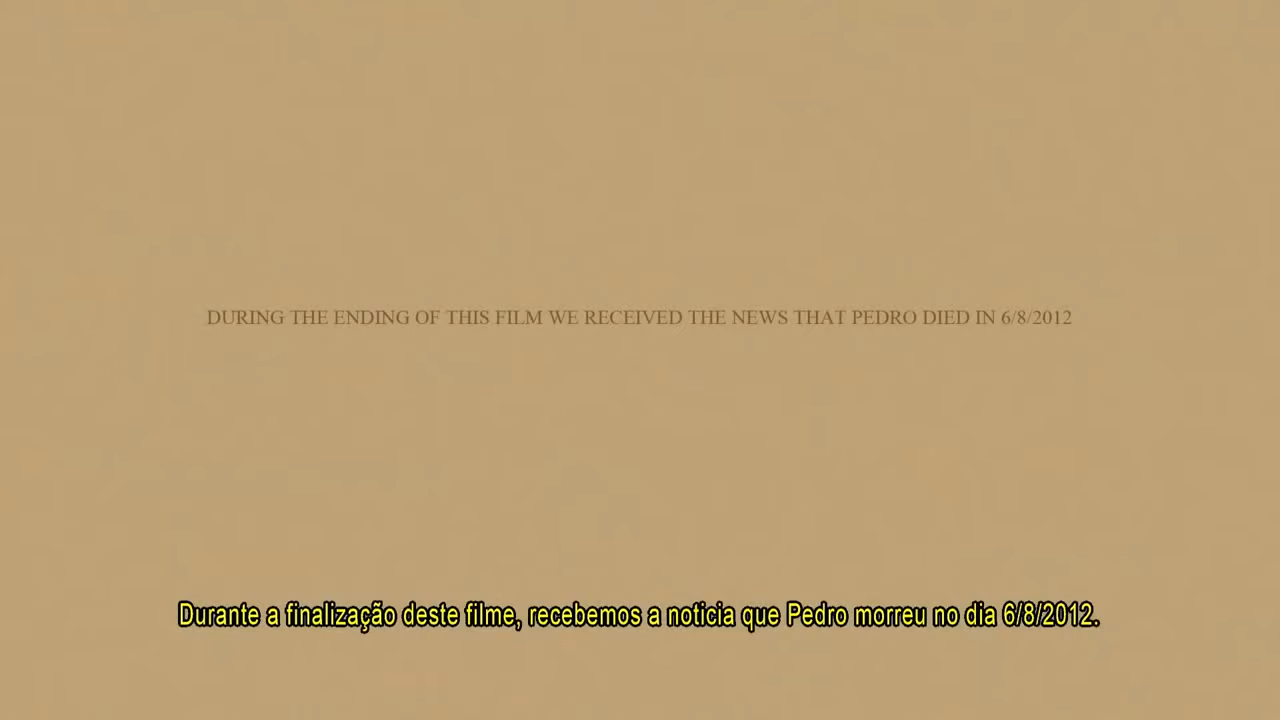 DURING THE ENDING OF THIS FILM WE RECEIVED THE NEWS THAT PEDRO DIED IN 6/8/2012
Durante a finalização deste filme, recebemos a noticia que Pedro morreu no dia 6/8/2012.